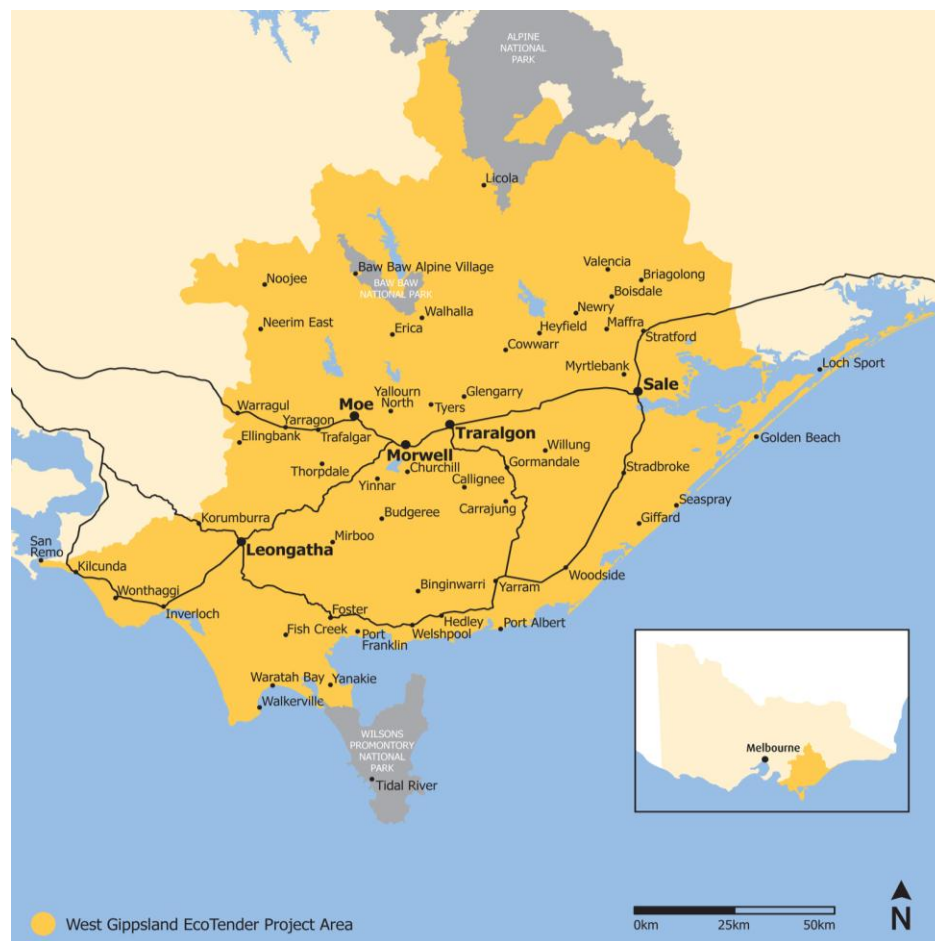 ALPINE
NATIONAL
PARK
Licola
Valencia
Noojee
Baw Baw Alpine Village
Briagolong
BAW BAW
NATIONAL PARK
Boisdale
Walhalla
Newry
Neerim East
Erica
Heyfield
Maffra
Stratford
Cowwarr
Loch Sport
Myrtlebank
Sale
Yallourn
North
Glengarry
Moe
Tyers
Warragul
Yarragon
Trafalgar
Traralgon
Ellingbank
Golden Beach
Morwell
Willung
Thorpdale
Churchill
Gormandale
Stradbroke
Yinnar
Callignee
Carrajung
Seaspray
Budgeree
Giffard
Korumburra
Mirboo
Leongatha
San
Remo
Kilcunda
Woodside
Binginwarri
Yarram
Wonthaggi
Inverloch
Foster
Hedley
Fish Creek
Port
Franklin
Welshpool
Port Albert
Waratah Bay
Yanakie
Walkerville
WILSONS
PROMONTORY
NATIONAL
PARK
Tidal River
Melbourne
West Gippsland EcoTender Project Area
0km
25km
50km
N